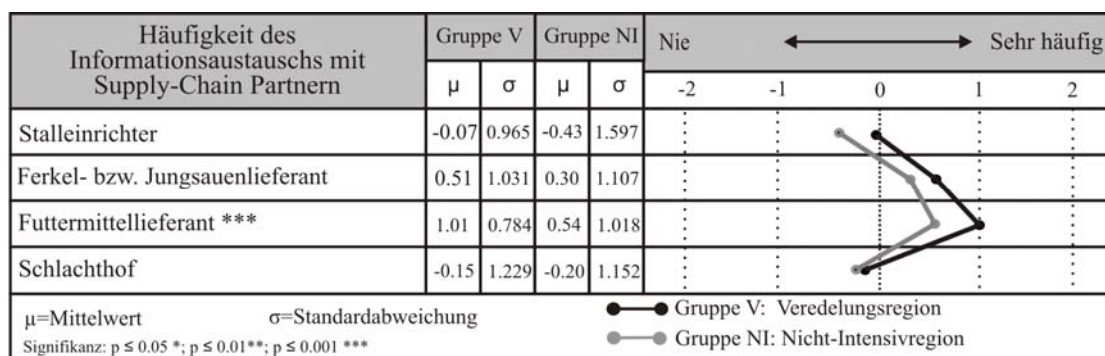 Häufigkeit des
Informationsaustauschs mit
Supply-Chain Partnern
Gruppe V Gruppe NI Nie Sehr häufig
μ σ μ σ -2 -1 0 1 2
Stalleinrichter -0.07 0.965 -0.43 1.597
Ferkel- bzw. Jungsauenlieferant 0.51 1.031 0.30 1.107
Futtermittellieferant *** 1.01 0.784 0.54 1.018
Schlachthof -0.15 1.229 -0.20 1.152
μ=Mittelwert σ=Standardabweichung
Signifikanz: p ≤ 0.05 *; p ≤ 0.01**; p ≤ 0.001 ***
Gruppe V: Veredelungsregion
Gruppe NI: Nicht-Intensivregion